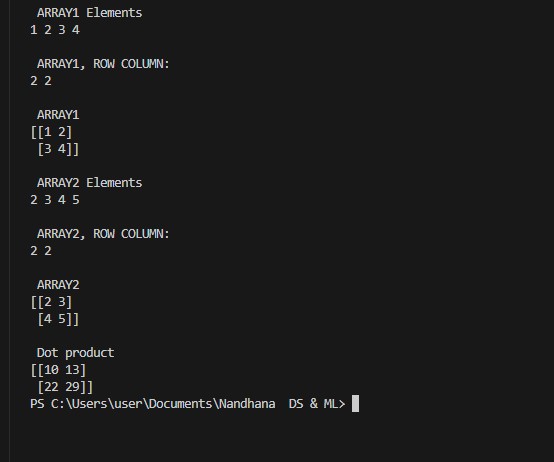 ARRAY1 Elements
1 2 3 4
ARRAY1, ROW COLUMN:
2 2
ARRAY1
[[1 2]
[3 4]]
ARRAY2 Elements
2 3 4 5
ARRAY2, ROW COLUMN:
2 2
ARRAY2
[[2 3]
[4 5]]
Dot product
[[10 13]
[22 29]]
PS C:\Users\user\Documents\Nandhana  DS & ML>